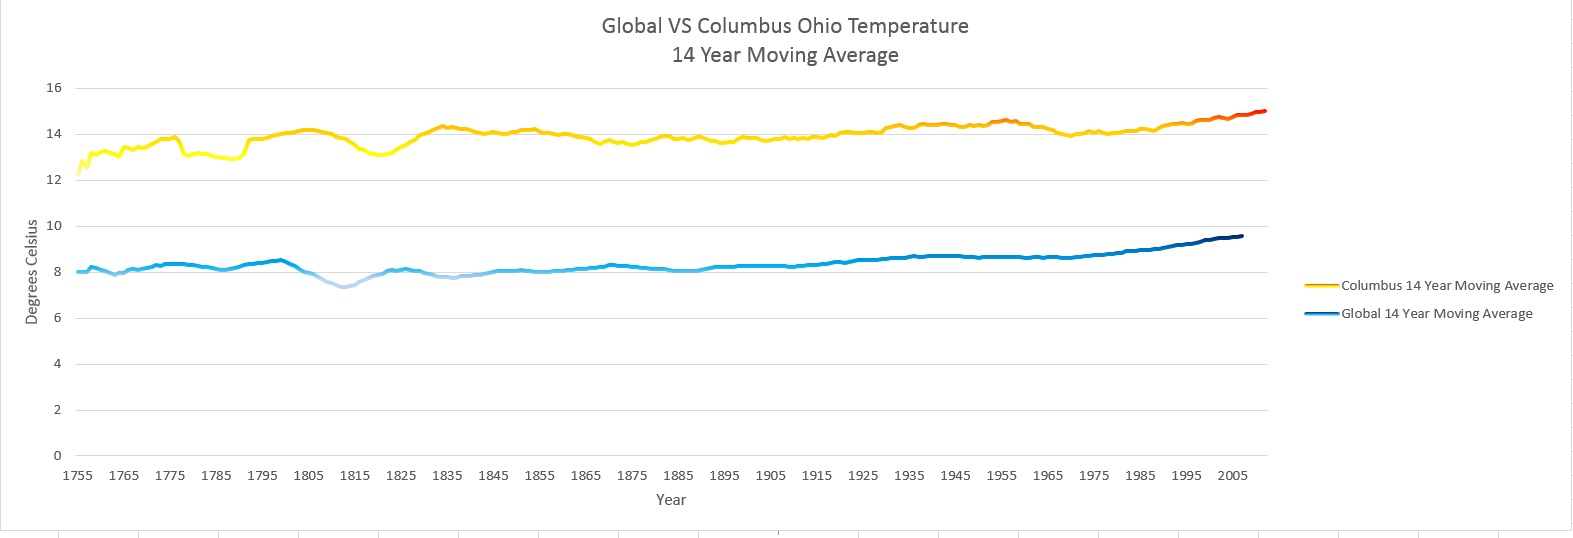 Global VS Columbus Ohio Temperature
14 Year Moving Average
16
14
12
10
8
6
4
2
0
Degrees Celsius
1755 1765 1775 1785 1795 1805 1815 1825 1835 1845 1855 1865 1875 1885 1895 1905 1915 1925 1935 1945 1955 1965 1975 1985 1995 2005
Year
Columbus 14 Year Moving Average
Global 14 Year Moving Average